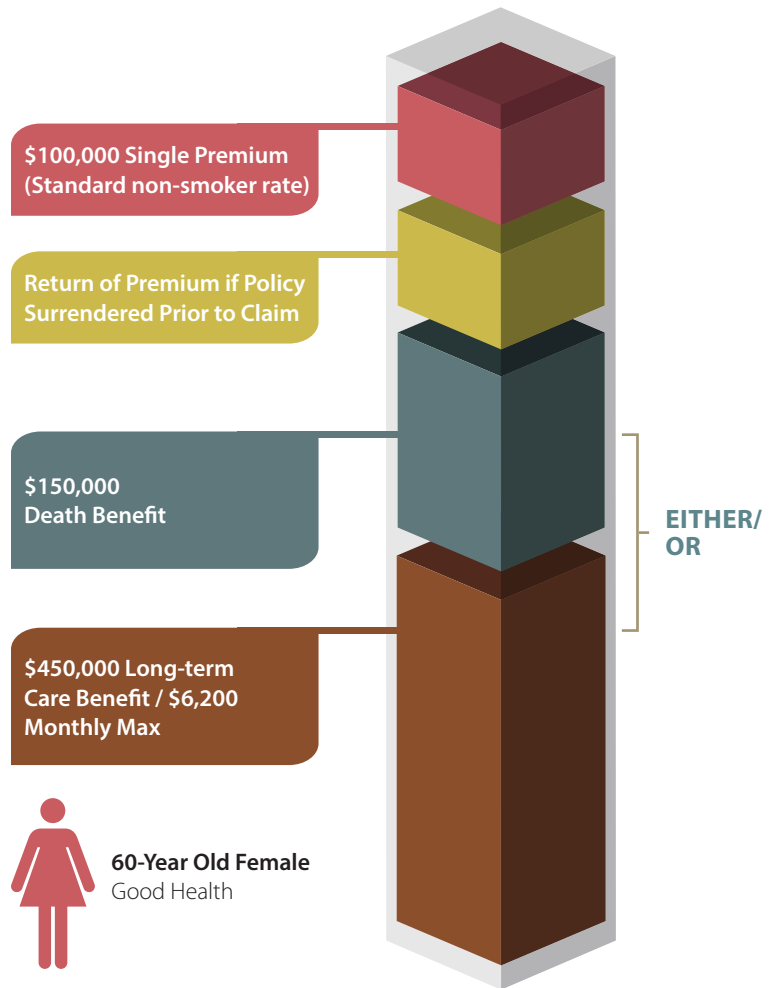 $100,000 Single Premium
(Standard non-smoker rate)
Return of Premium if Policy
Surrendered Prior to Claim
$150,000
Death Benefit
EITHER/
OR
$450,000 Long-term
Care Benefit / $6,200
Monthly Max
60-Year Old Female
Good Health